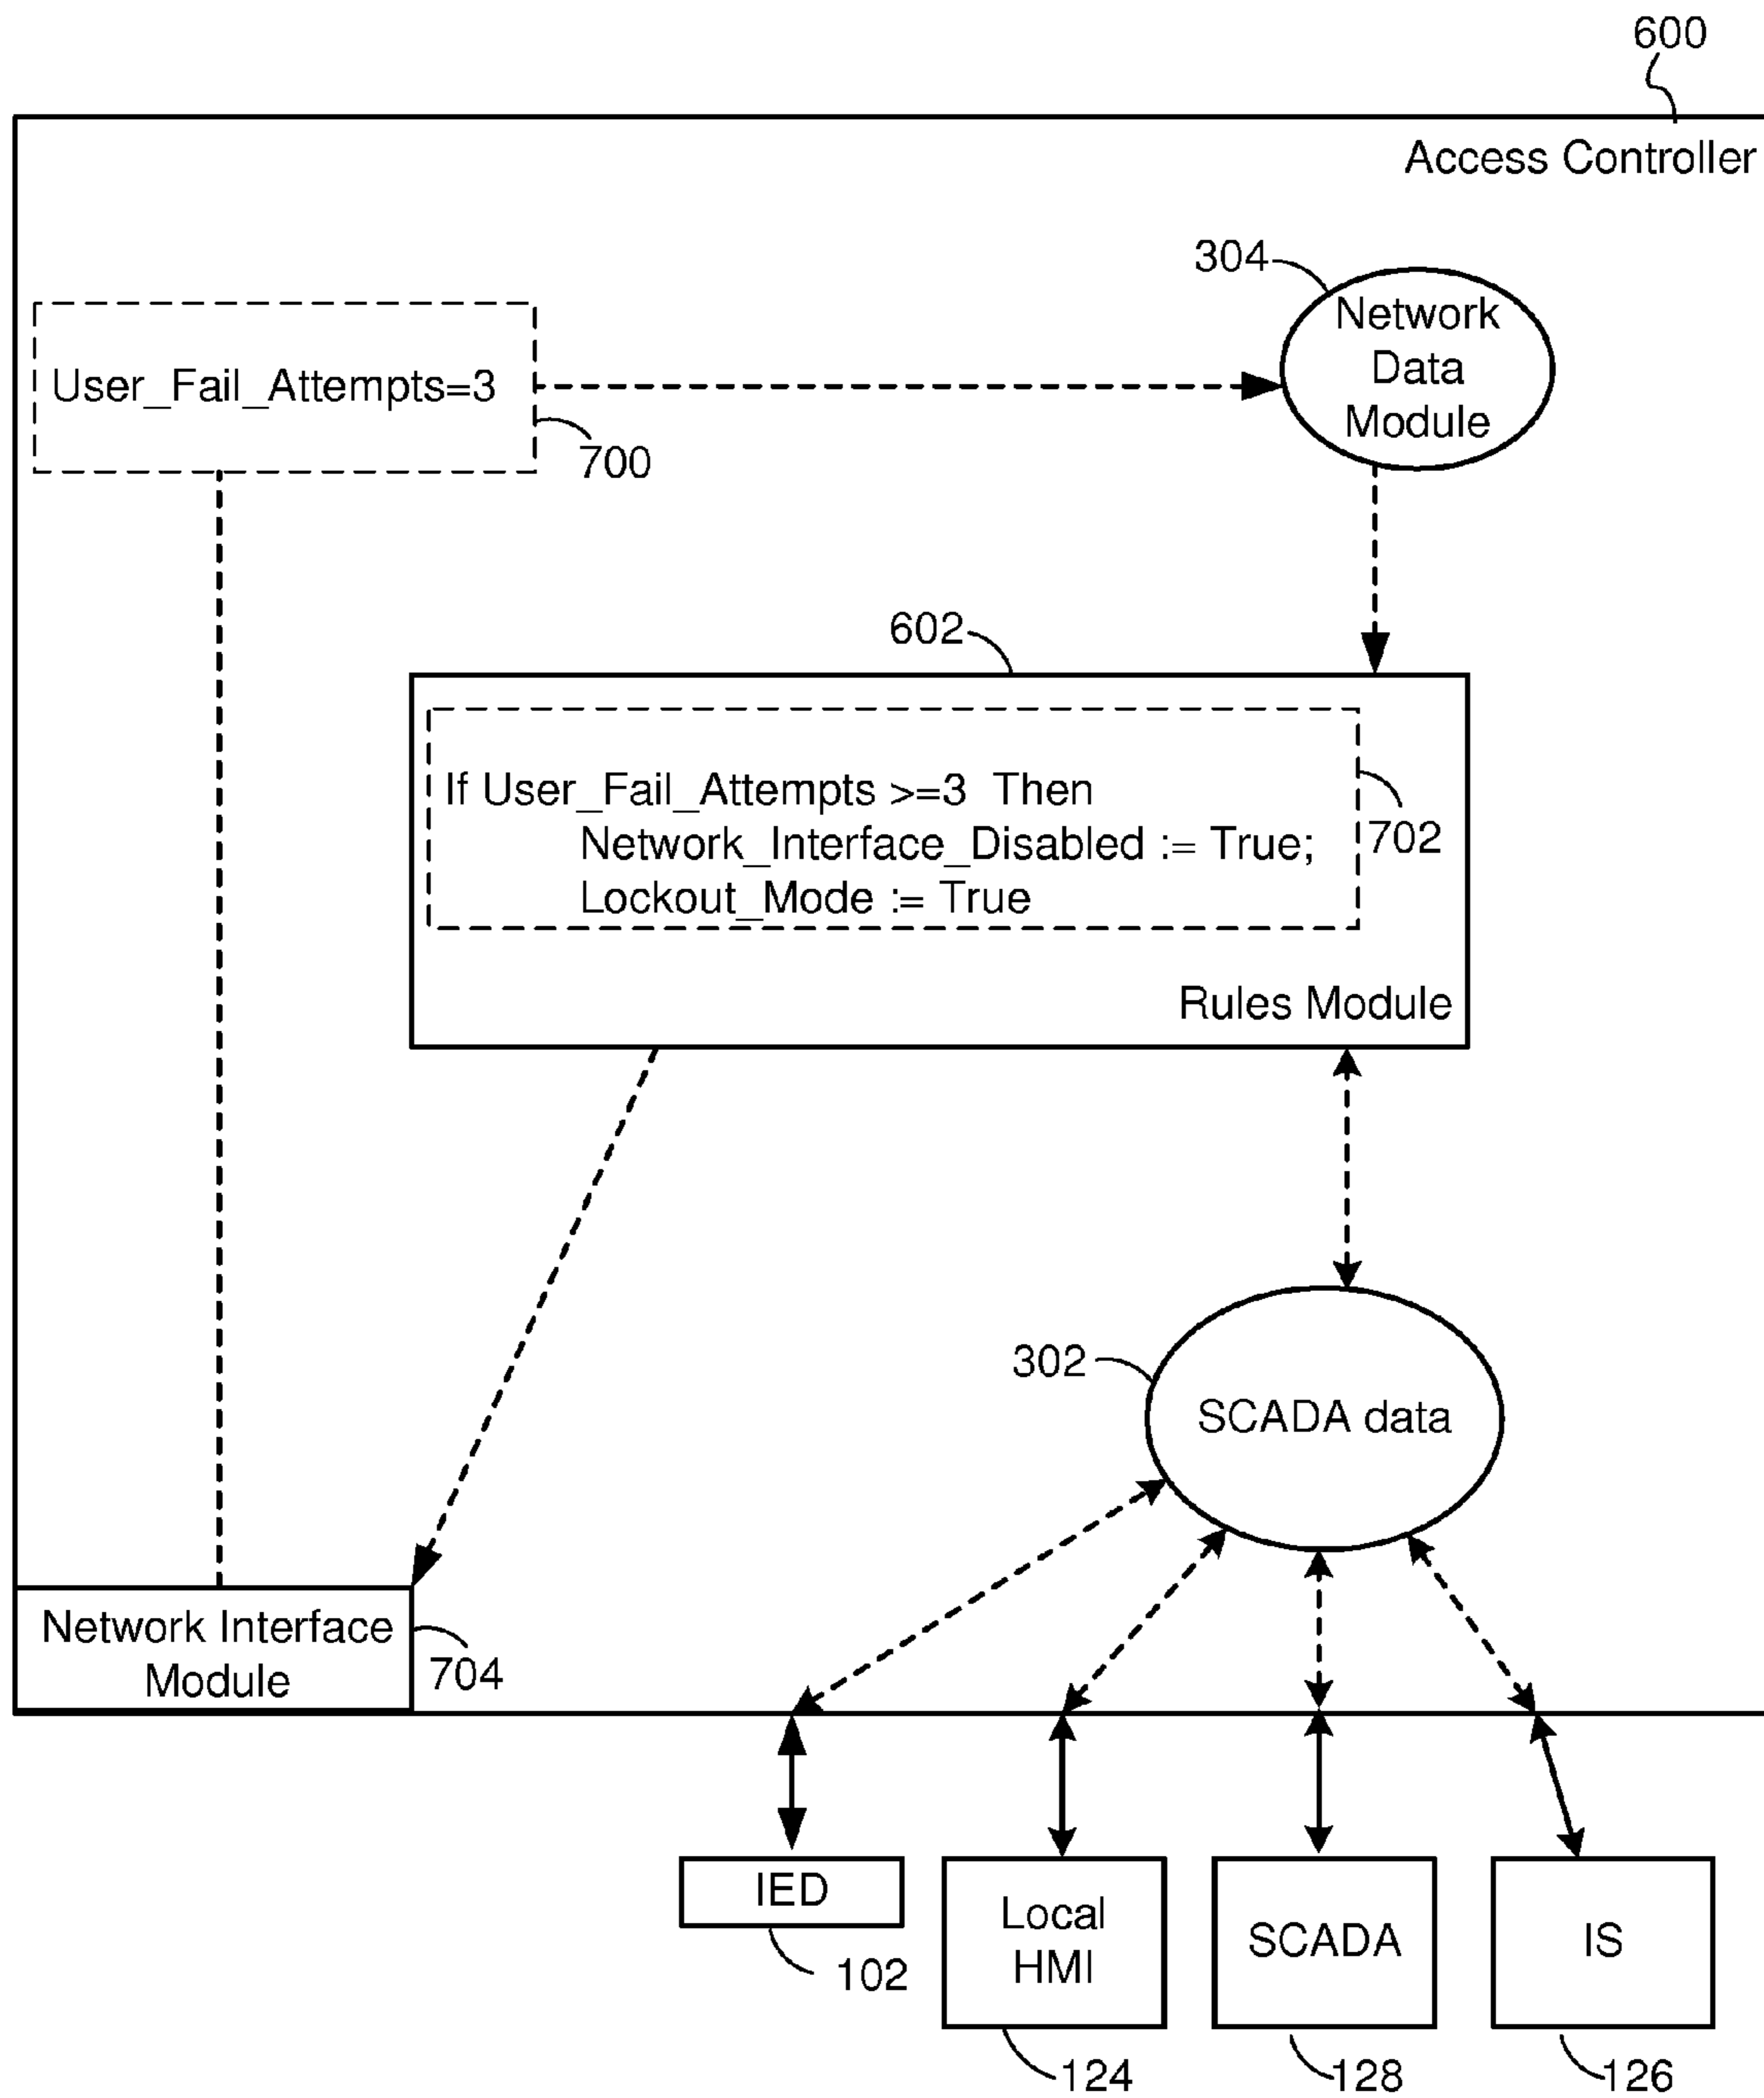 600
Access Controller
304
Network
Data
Module
User_Fail_Attempts=3
700
602
If User_Fail_Attempts >=3 Then
Network_Interface_Disabled := True;
Lockout_Mode := True
702
Rules Module
302
SCADA data
Network Interface
Module
704
IED
102
Local
HMI
124
SCADA
128
IS
126